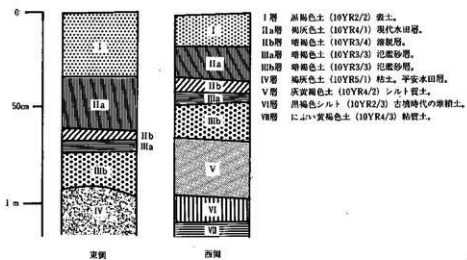 0
50cm
1 m
I
IIa
IIb
IIIa
IIIb
IV
東側
I
IIa
IIb
IIIa
IIIb
V
VI
VII
西側
I層 黒褐色土 (10YR2/2) 表土。
IIa層 褐灰色土 (10YR4/1) 現代水田層。
IIb層 暗褐色土 (10YR3/4) 溶脱層。
IIIa層 暗褐色土 (10YR3/3) 氾濫砂層。
IIIb層 暗褐色土 (10YR3/3) 氾濫砂層。
IV層 褐灰色土 (10YR5/1) 粘土。平安水田層。
V層 灰黄褐色土 (10YR4/2) シルト質土。
VI層 黒褐色シルト (10YR2/3) 古墳時代の堆積土。
VII層 にぶい黄褐色土 (10YR4/3) 粘質土。